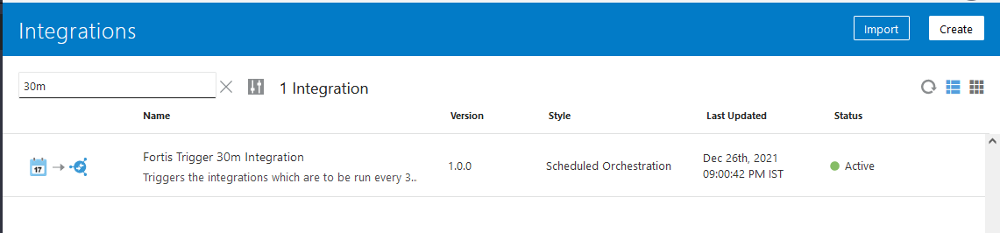 Integrations
Import
Create
30m
1 Integration
Name Version Style Last Updated Status
17
Fortis Trigger 30m Integration
Triggers the integrations which are to be run every 3..
1.0.0
Scheduled Orchestration
Dec 26th, 2021
09:00:42 PM IST
Active